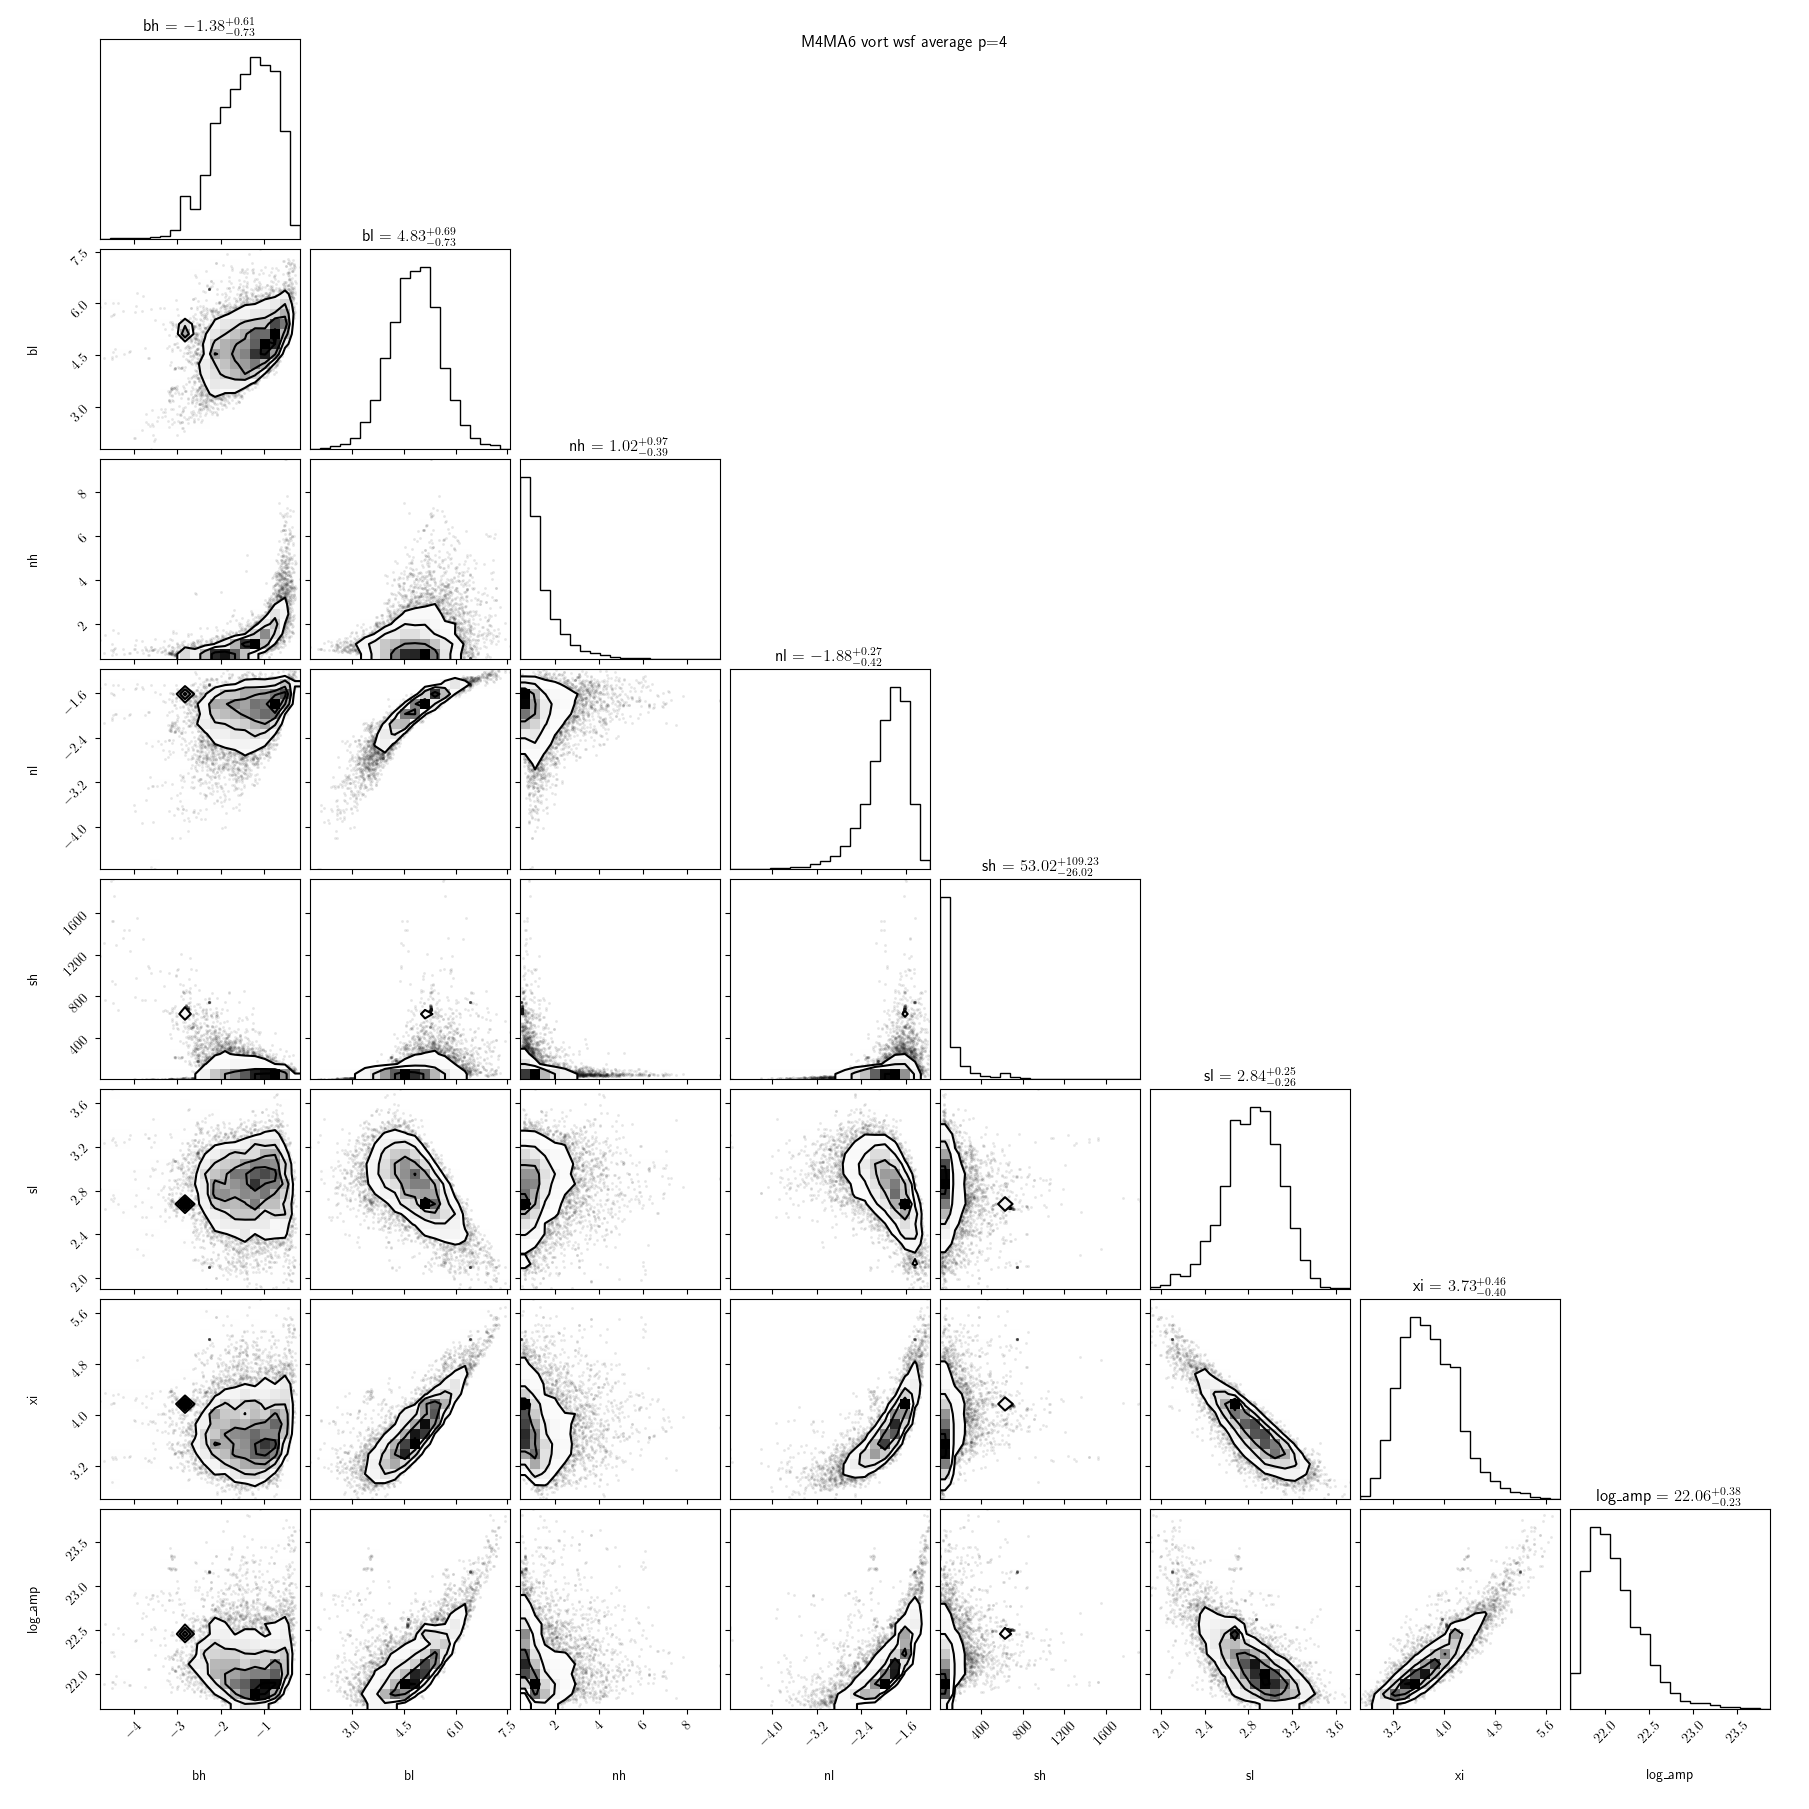 M4MA6 vort wsf average p=4
bh = −1.38+0.61−0.73
bl = 4.83+0.69−0.73
7.5
6.0
4.5
3.0
bl
nh = 1.02+0.97−0.39
8
6
4
2
nh
nl = −1.88+0.27−0.42
−1.6
−2.4
−3.2
−4.0
nl
sh = 53.02+109.23−26.02
1600
1200
800
400
sh
sl = 2.84+0.25−0.26
3.6
3.2
2.8
2.4
2.0
sl
xi = 3.73+0.46−0.40
5.6
4.8
4.0
3.2
xi
log_amp = 22.06+0.38−0.23
23.5
23.0
22.5
22.0
log_amp
−4 −3 −2 −1 3.0 4.5 6.0 7.5 2 4 6 8 −4.0 −3.2 −2.4 −1.6 400 800 1200 1600 2.0 2.4 2.8 3.2 3.6 3.2 4.0 4.8 5.6 22.0 22.5 23.0 23.5
bh bl nh nl sh sl xi log_amp